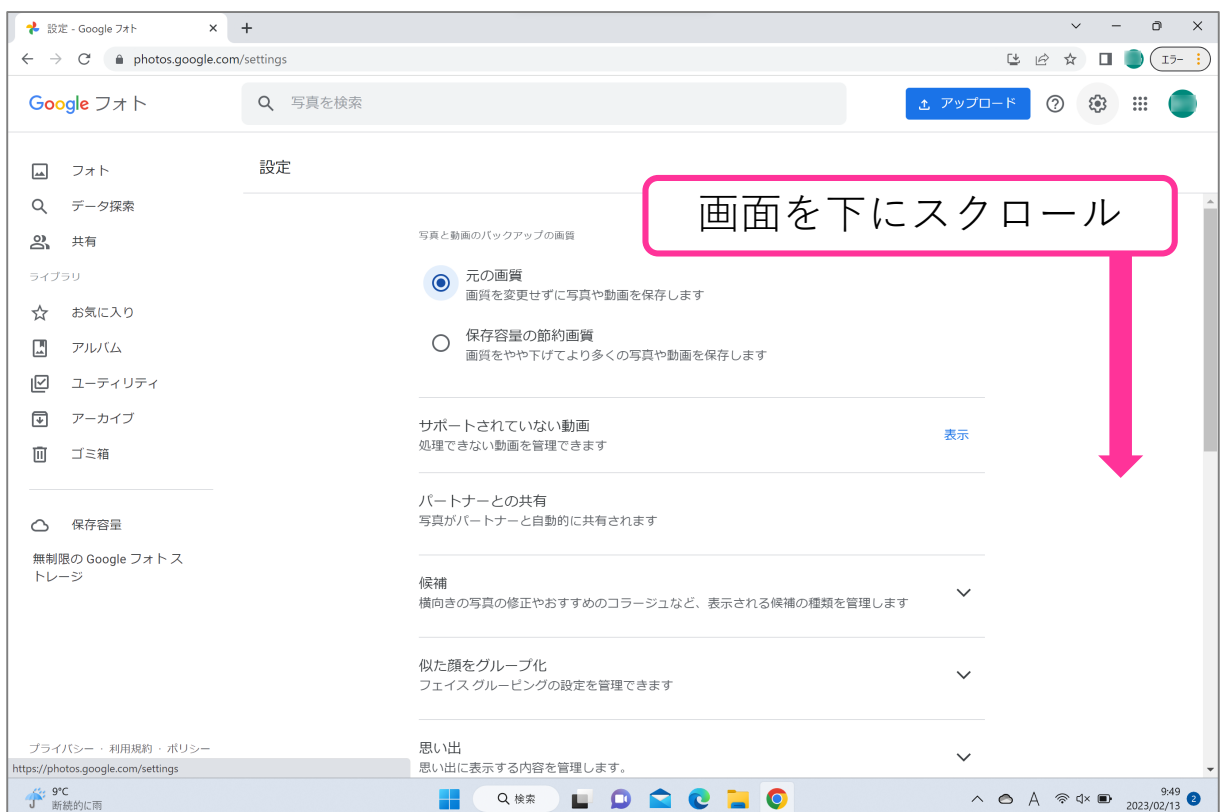 設定 - Google フォト
photos.google.com/settings
エラー
Google フォト
写真を検索
アップロード
フォト
データ探索
共有
ライブラリ
お気に入り
アルバム
ユーティリティ
アーカイブ
ゴミ箱
保存容量
無制限の Google フォト ス
トレージ
プライバシー · 利用規約 · ポリシー
https://photos.google.com/settings
設定
画面を下にスクロール
写真と動画のバックアップの画質
元の画質
画質を変更せずに写真や動画を保存します
保存容量の節約画質
画質をやや下げてより多くの写真や動画を保存します
サポートされていない動画
処理できない動画を管理できます
表示
パートナーとの共有
写真がパートナーと自動的に共有されます
候補
横向きの写真の修正やおすすめのコラージュなど、表示される候補の種類を管理します
似た顔をグループ化
フェイス グルーピングの設定を管理できます
思い出
思い出に表示する内容を管理します。
9°C
断続的に雨
検索
A
9:49
2023/02/13
2